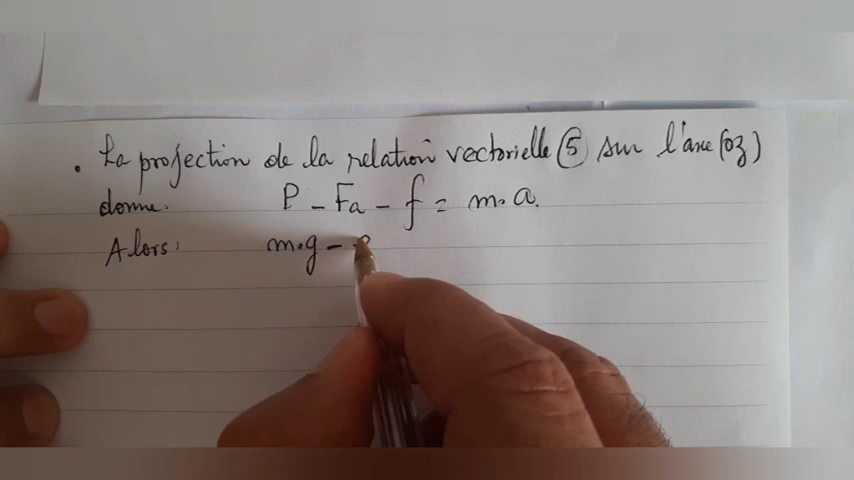 . La projection de la relation vectorielle (5) sur l'axe (oz)
donne. P - Fa - f = m.a.
Alors: m.g -